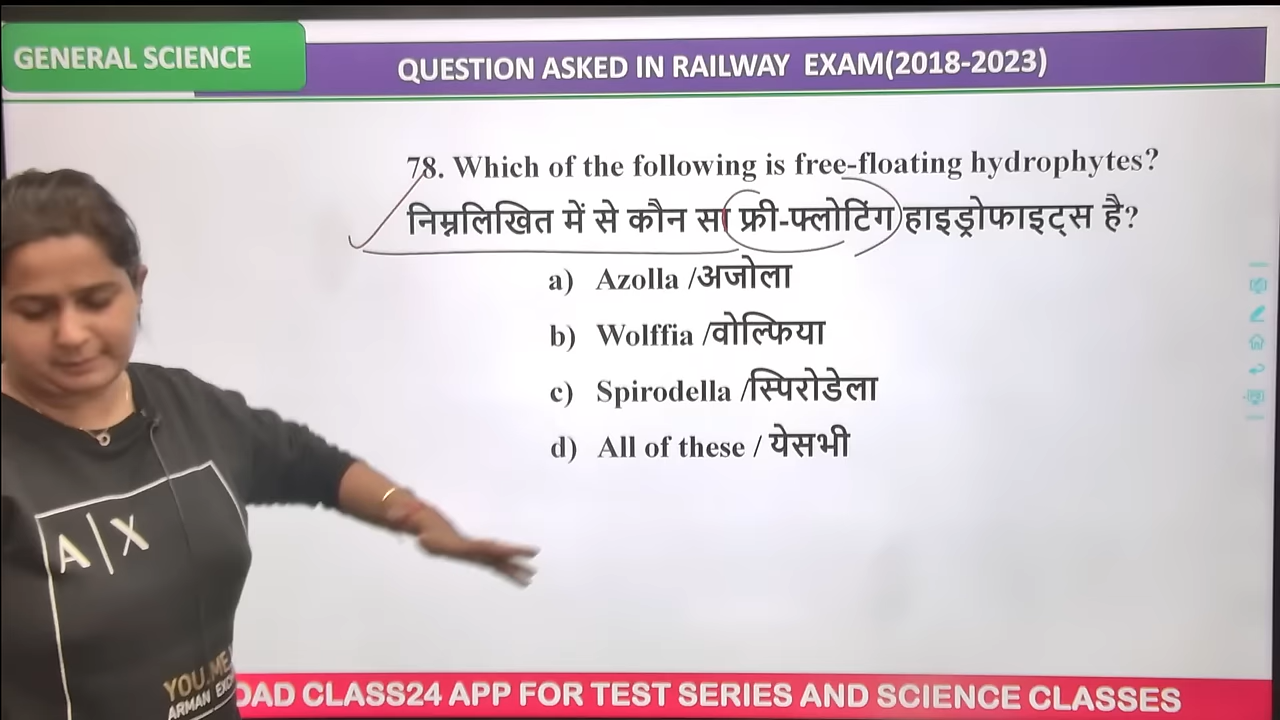 GENERAL SCIENCE
QUESTION ASKED IN RAILWAY EXAM(2018-2023)
78. Which of the following is free-floating hydrophytes?
निम्नलिखित में से कौन सा फ्री-फ्लोटिंग हाइड्रोफाइट्स है?
a) Azolla /अजोला
b) Wolffia /वोल्फिया
c) Spirodella /स्पिरोडेला
d) All of these / येसभी
A|X
YOU.ME.
ARMAN EXC
OAD CLASS24 APP FOR TEST SERIES AND SCIENCE CLASSES